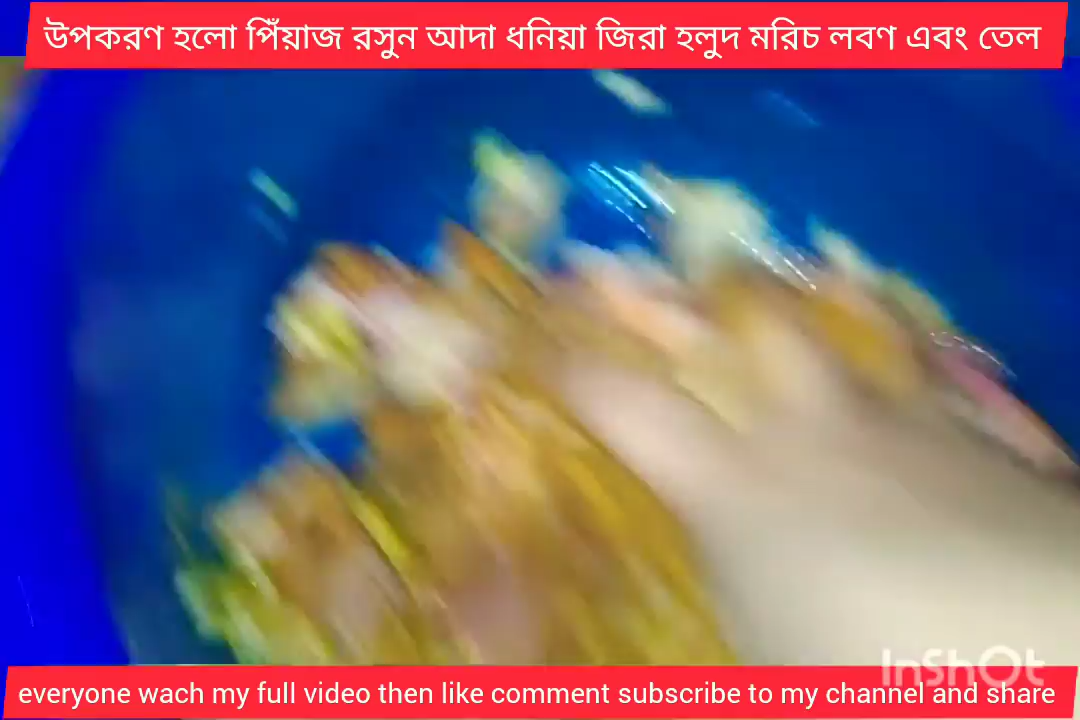 উপকরণ হলো পিঁয়াজ রসুন আদা ধনিয়া জিরা হলুদ মরিচ লবণ এবং তেল
InShOt
everyone wach my full video then like comment subscribe to my channel and share